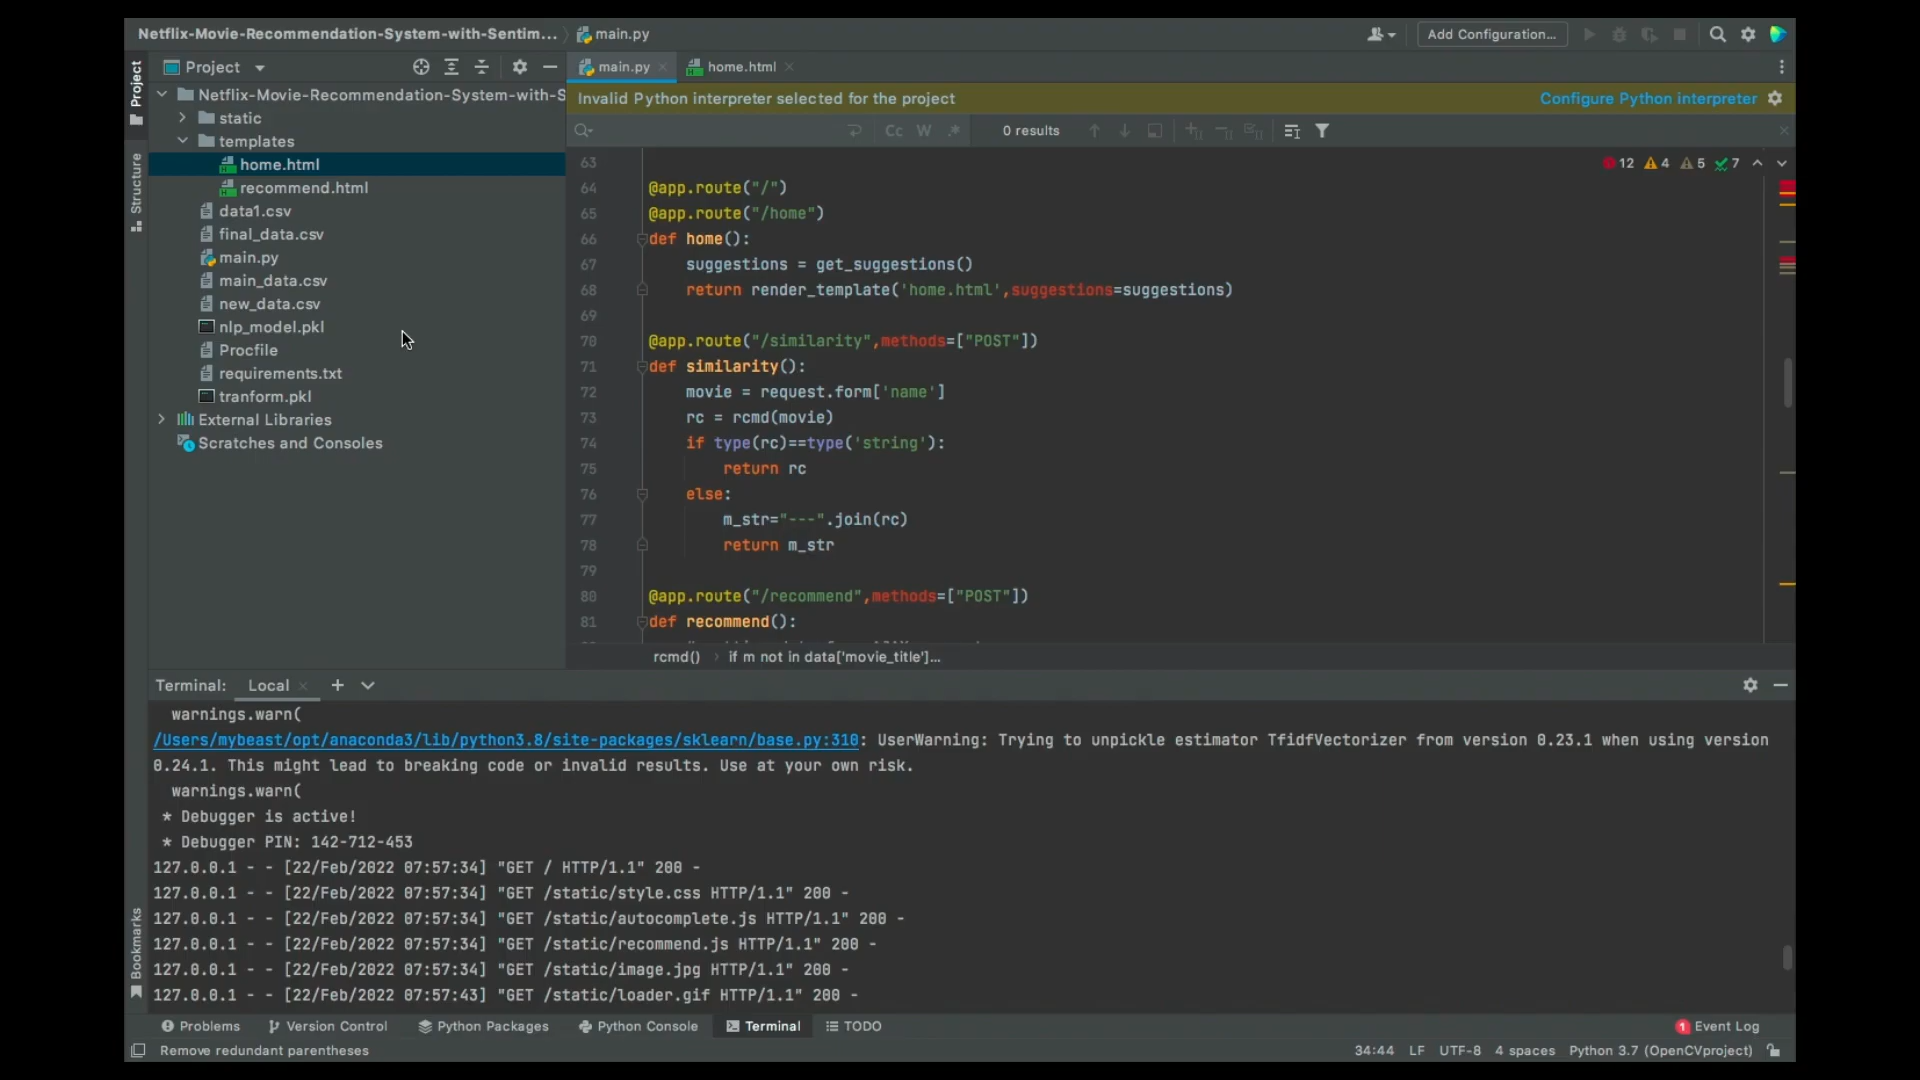 Netflix-Movie-Recommendation-System-with-Sentim... main.py
Add Configuration...
Project
main.py
home.html
Project
Netflix-Movie-Recommendation-System-with-S
static
templates
home.html
recommend.html
data1.csv
final_data.csv
main.py
main_data.csv
new_data.csv
nlp_model.pkl
Procfile
requirements.txt
tranform.pkl
External Libraries
Scratches and Consoles
Structure
Invalid Python interpreter selected for the project
Configure Python interpreter
Cc W .* 0 results
12 4 5 7
63
64 @app.route("/")
65 @app.route("/home")
66 def home():
67 suggestions = get_suggestions()
68 return render_template('home.html',suggestions=suggestions)
69
70 @app.route("/similarity",methods=["POST"])
71 def similarity():
72 movie = request.form['name']
73 rc = rcmd(movie)
74 if type(rc)==type('string'):
75 return rc
76 else:
77 m_str="---".join(rc)
78 return m_str
79
80 @app.route("/recommend",methods=["POST"])
81 def recommend():
rcmd() › if m not in data['movie_title']...
Terminal: Local
warnings.warn(
/Users/mybeast/opt/anaconda3/lib/python3.8/site-packages/sklearn/base.py:310: UserWarning: Trying to unpickle estimator TfidfVectorizer from version 0.23.1 when using version
0.24.1. This might lead to breaking code or invalid results. Use at your own risk.
warnings.warn(
* Debugger is active!
* Debugger PIN: 142-712-453
127.0.0.1 - - [22/Feb/2022 07:57:34] "GET / HTTP/1.1" 200 -
127.0.0.1 - - [22/Feb/2022 07:57:34] "GET /static/style.css HTTP/1.1" 200 -
127.0.0.1 - - [22/Feb/2022 07:57:34] "GET /static/autocomplete.js HTTP/1.1" 200 -
127.0.0.1 - - [22/Feb/2022 07:57:34] "GET /static/recommend.js HTTP/1.1" 200 -
127.0.0.1 - - [22/Feb/2022 07:57:34] "GET /static/image.jpg HTTP/1.1" 200 -
127.0.0.1 - - [22/Feb/2022 07:57:43] "GET /static/loader.gif HTTP/1.1" 200 -
Bookmarks
Problems Version Control Python Packages Python Console Terminal TODO
1 Event Log
Remove redundant parentheses
34:44 LF UTF-8 4 spaces Python 3.7 (OpenCVproject)